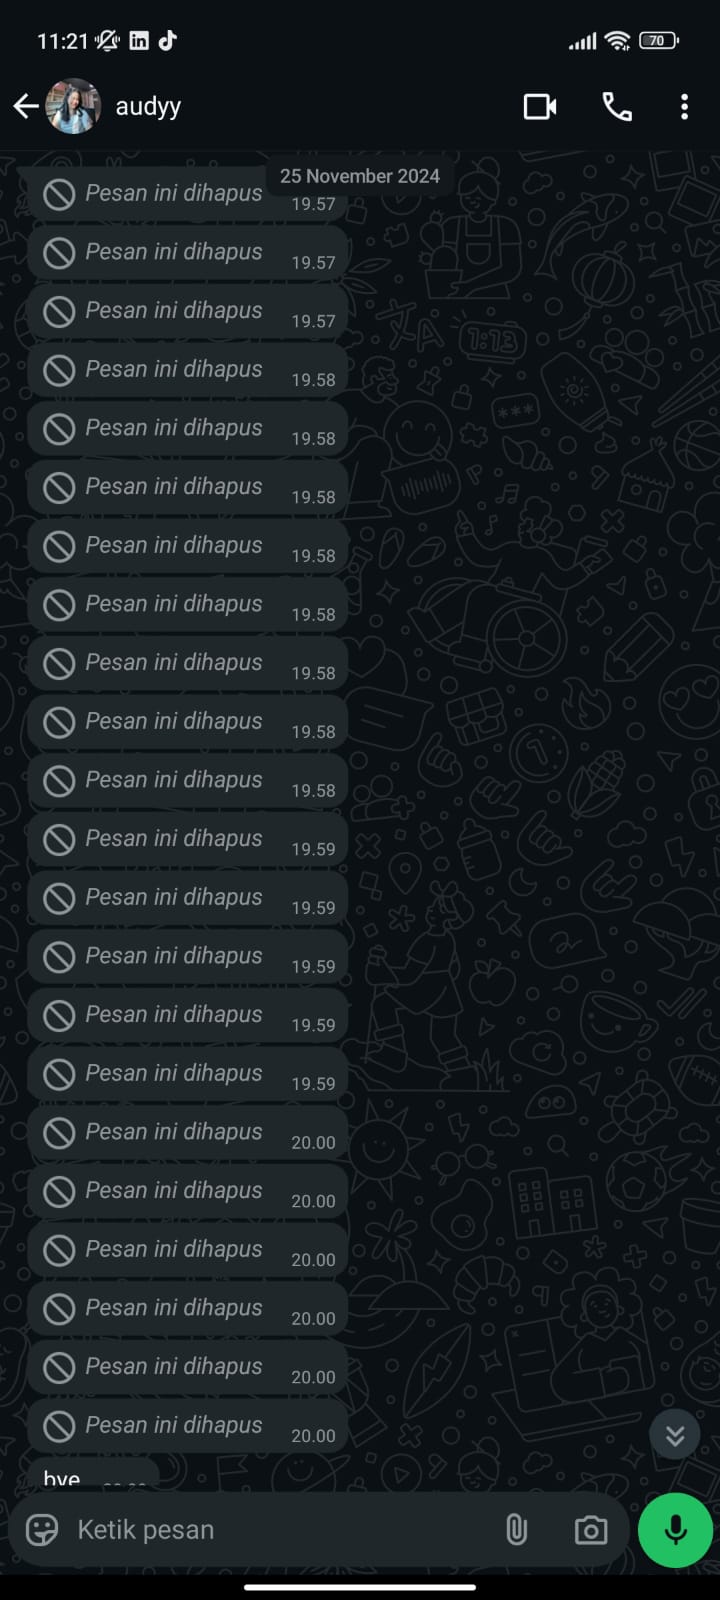 11:21
70
audyy
25 November 2024
Pesan ini dihapus 19.57
Pesan ini dihapus 19.57
Pesan ini dihapus 19.57
Pesan ini dihapus 19.58
Pesan ini dihapus 19.58
Pesan ini dihapus 19.58
Pesan ini dihapus 19.58
Pesan ini dihapus 19.58
Pesan ini dihapus 19.58
Pesan ini dihapus 19.58
Pesan ini dihapus 19.58
Pesan ini dihapus 19.59
Pesan ini dihapus 19.59
Pesan ini dihapus 19.59
Pesan ini dihapus 19.59
Pesan ini dihapus 19.59
Pesan ini dihapus 20.00
Pesan ini dihapus 20.00
Pesan ini dihapus 20.00
Pesan ini dihapus 20.00
Pesan ini dihapus 20.00
Pesan ini dihapus 20.00
bye
Ketik pesan